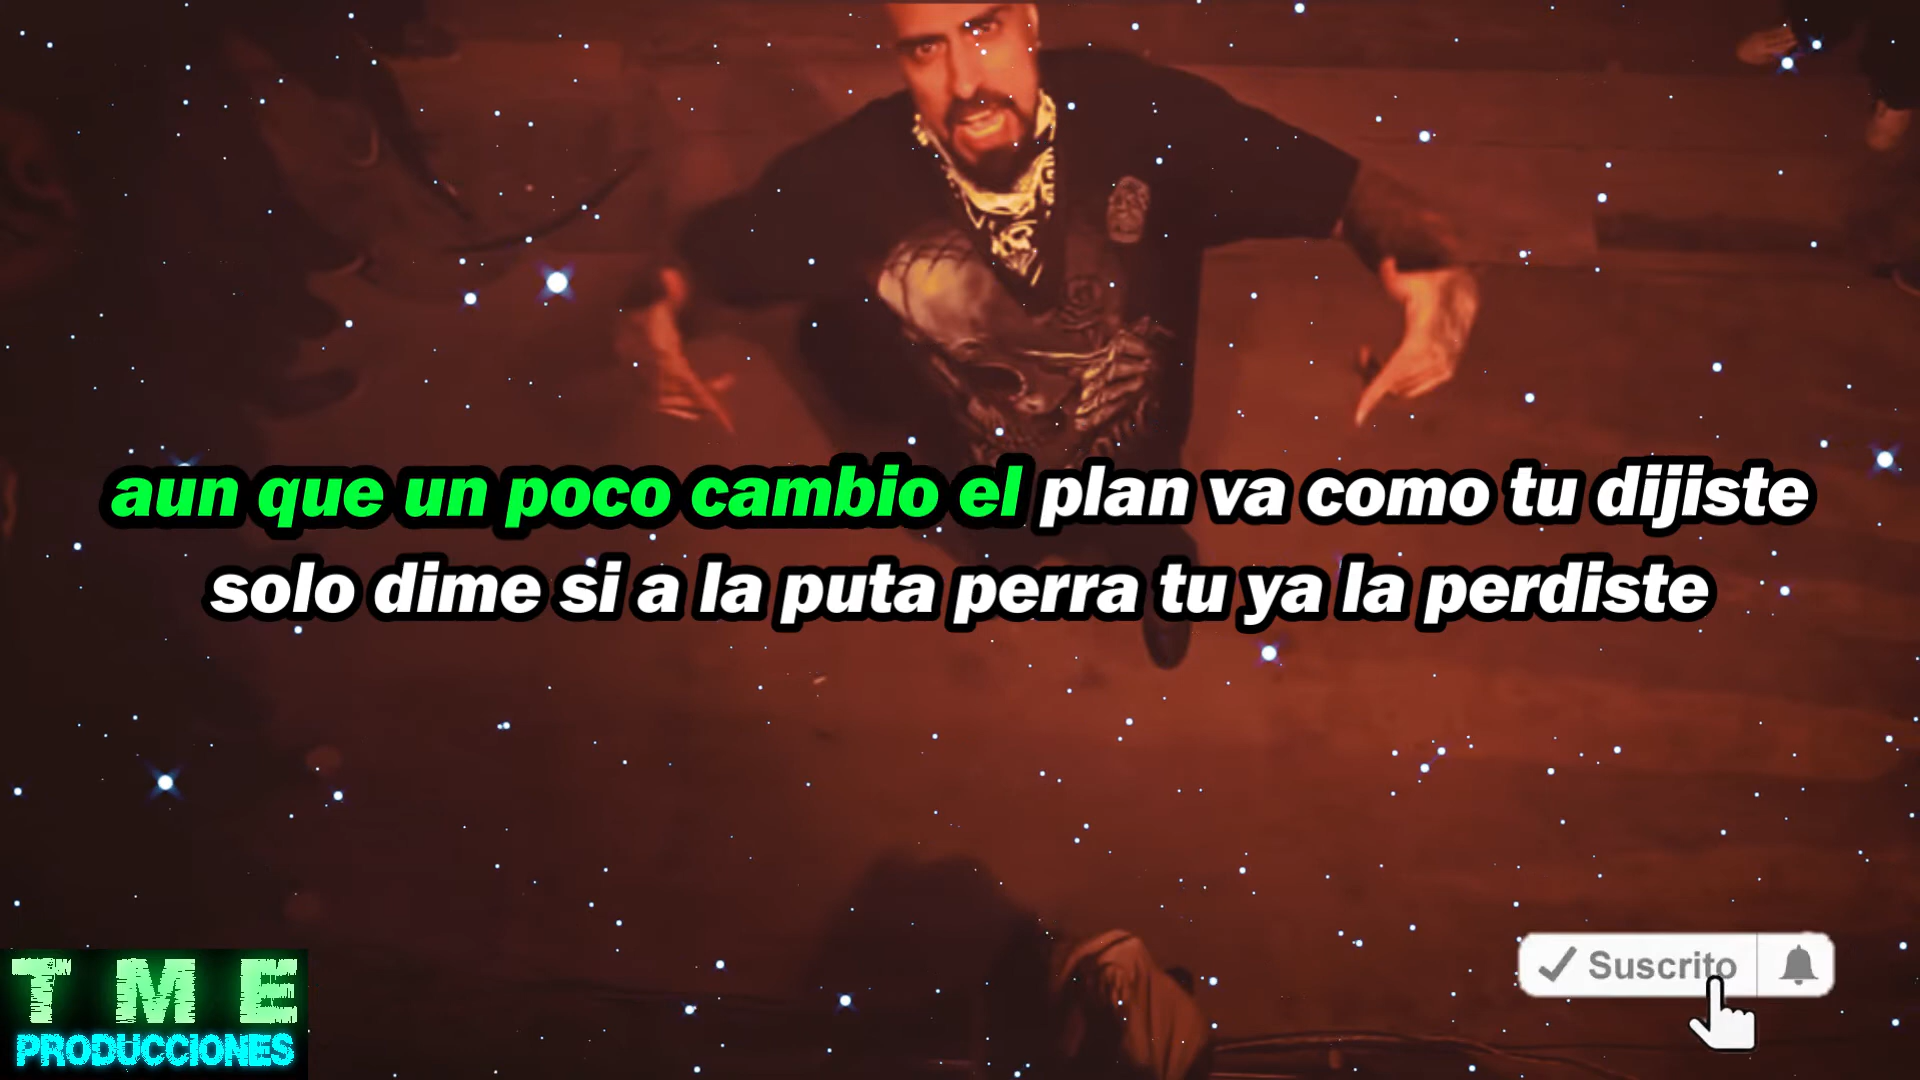 aun que un poco cambio el plan va como tu dijiste
solo dime si a la puta perra tu ya la perdiste
Suscrito
T M E
PRODUCCIONES